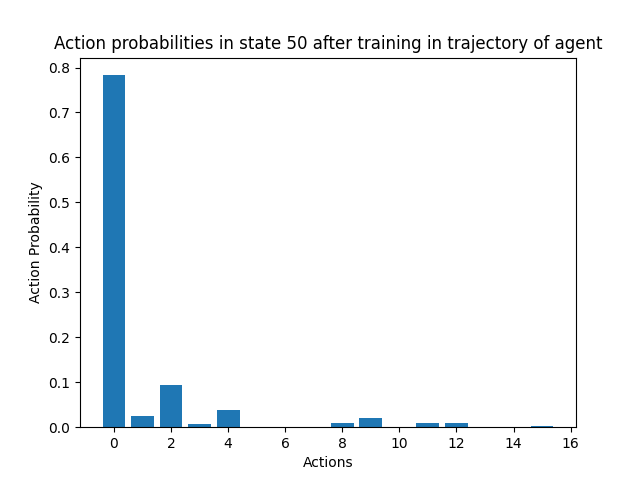 Action probabilities in state 50 after training in trajectory of agent
0.8
0.7
0.6
0.5
0.4
0.3
0.2
0.1
0.0
Action Probability
0 2 4 6 8 10 12 14 16
Actions